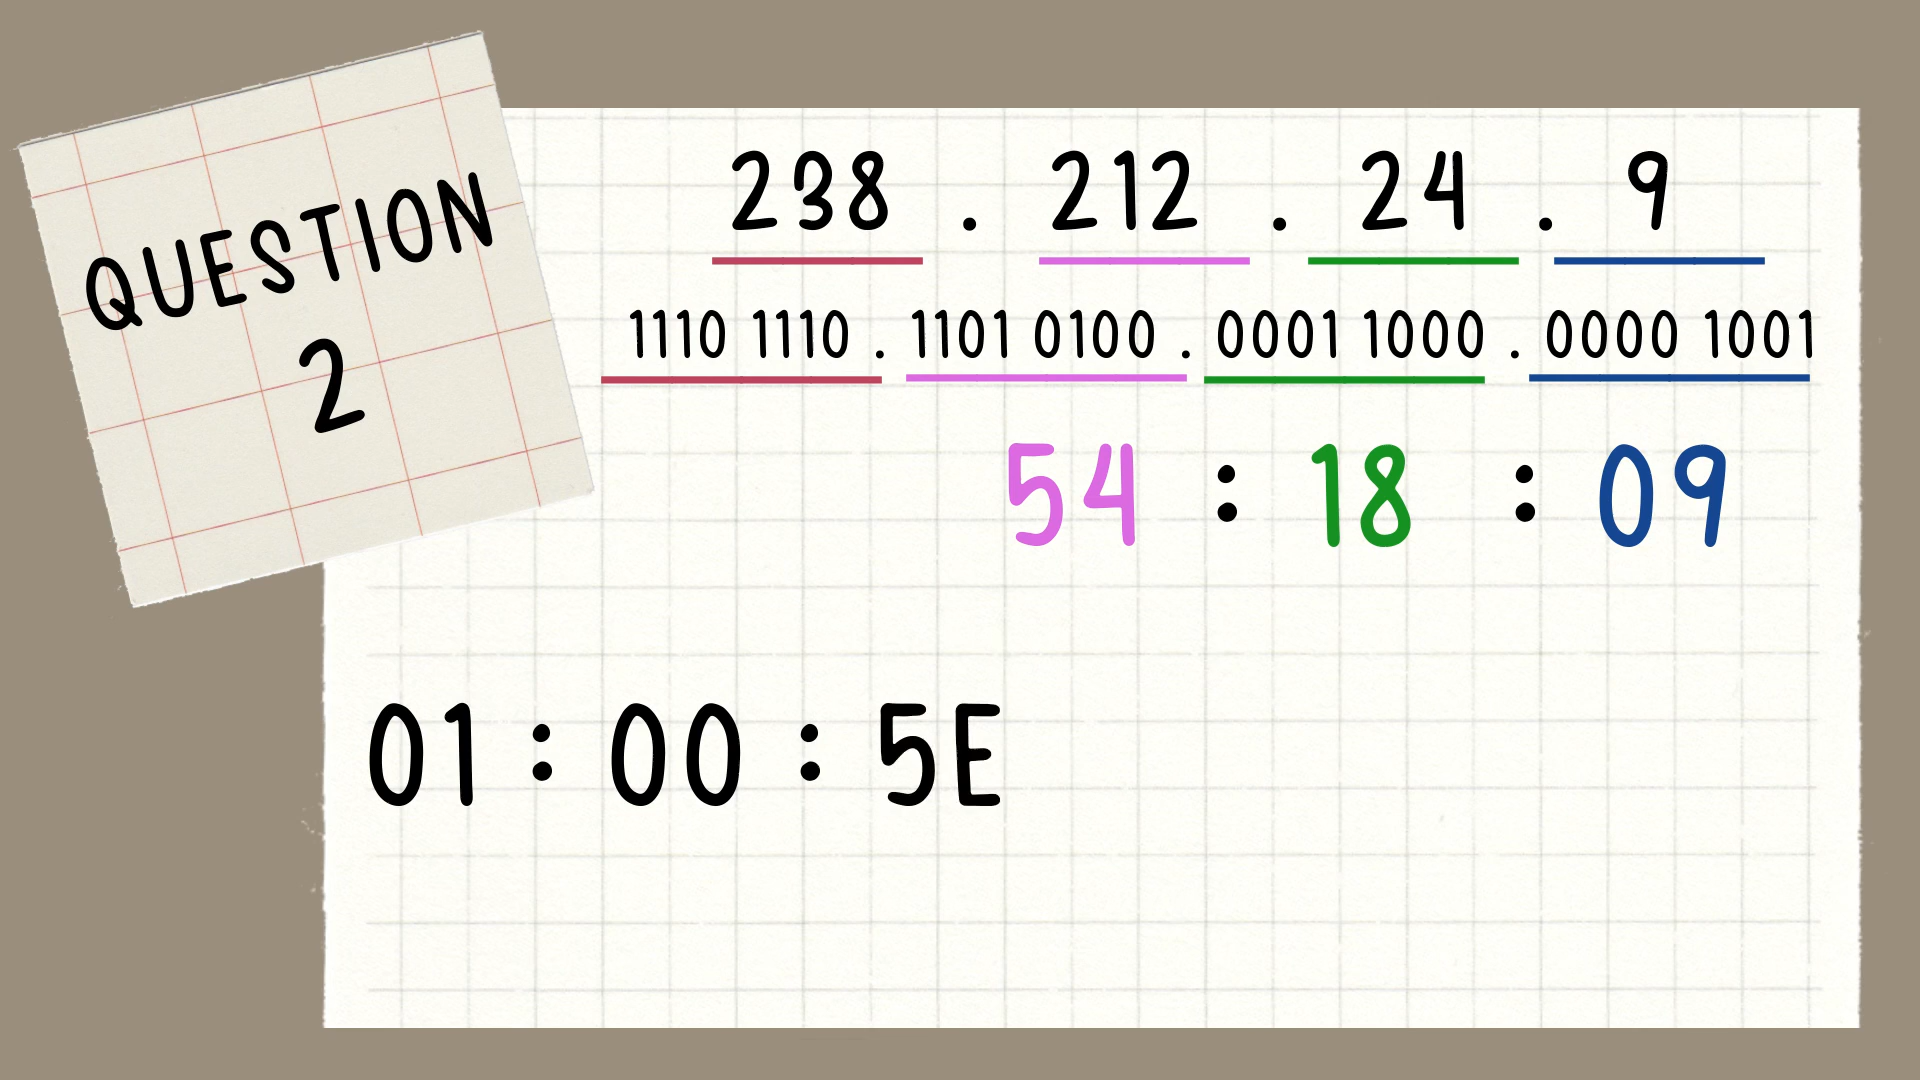 QUESTION
2
238 . 212 . 24 . 9
1110 1110 . 1101 0100 . 0001 1000 . 0000 1001
54 : 18 : 09
01 : 00 : 5E